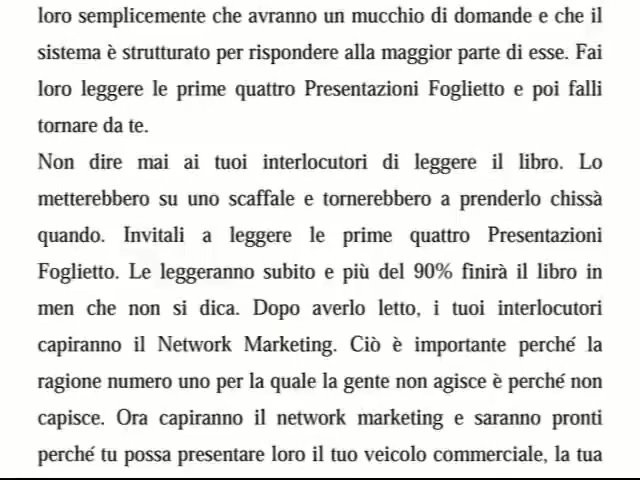 loro semplicemente che avranno un mucchio di domande e che il
sistema è strutturato per rispondere alla maggior parte di esse. Fai
loro leggere le prime quattro Presentazioni Foglietto e poi falli
tornare da te.
Non dire mai ai tuoi interlocutori di leggere il libro. Lo
metterebbero su uno scaffale e tornerebbero a prenderlo chissà
quando. Invitali a leggere le prime quattro Presentazioni
Foglietto. Le leggeranno subito e più del 90% finirà il libro in
men che non si dica. Dopo averlo letto, i tuoi interlocutori
capiranno il Network Marketing. Ciò è importante perché la
ragione numero uno per la quale la gente non agisce è perché non
capisce. Ora capiranno il network marketing e saranno pronti
perché tu possa presentare loro il tuo veicolo commerciale, la tua